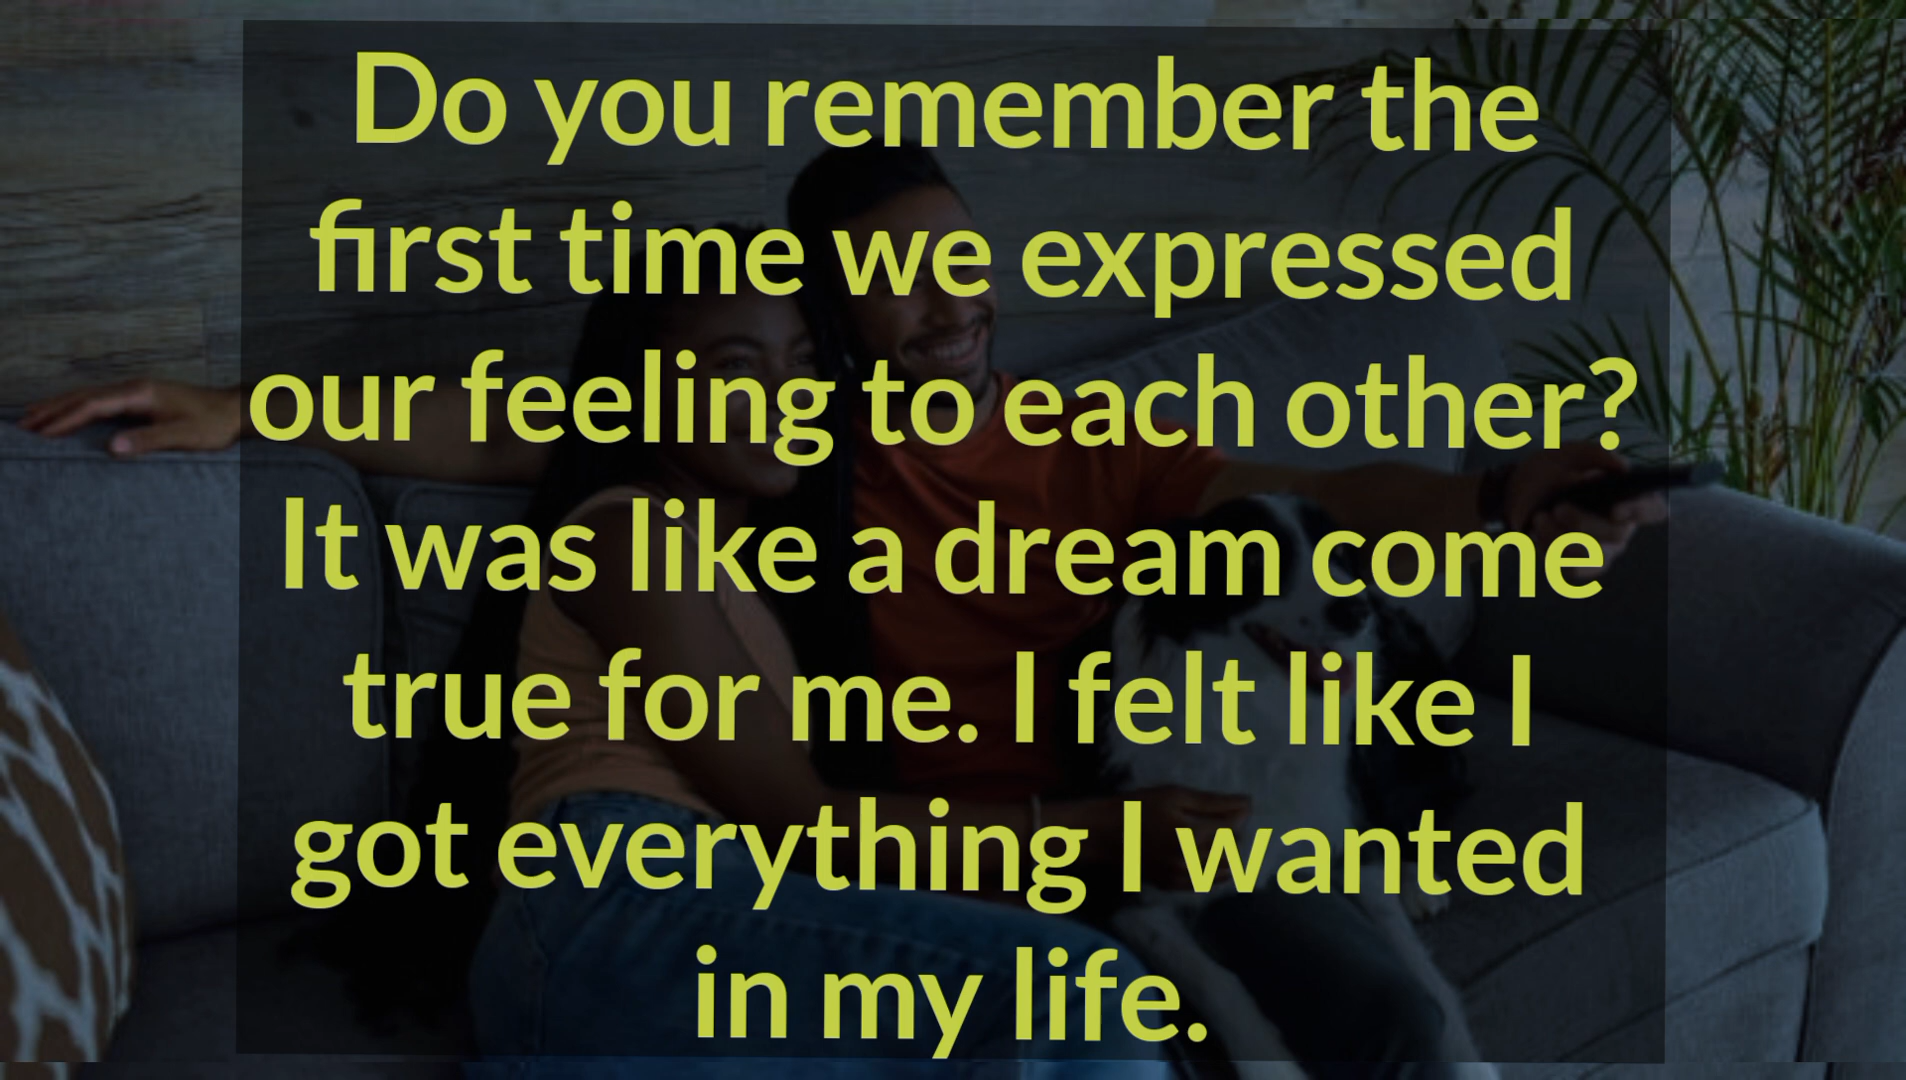 Do you remember the
first time we expressed
our feeling to each other?
It was like a dream come
true for me. I felt like I
got everything I wanted
in my life.